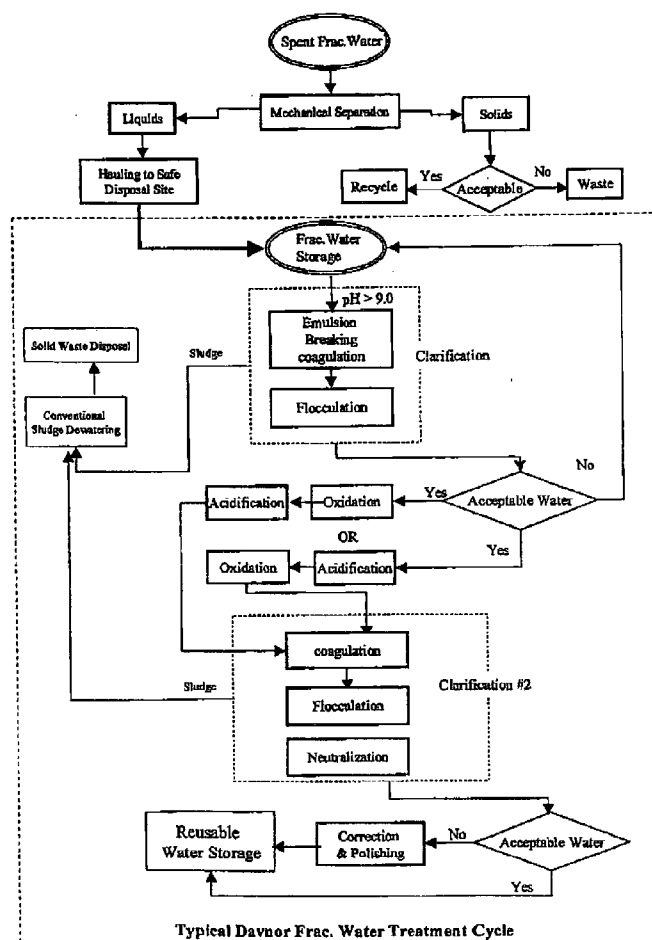 Spent Frac.Water
Mechanical Separation
Liquids
Solids
Hauling to Safe
Disposal Site
Recycle
Yes
Acceptable
No
Waste
Frac.Water
Storage
pH > 9.0
Emulsion
Breaking
coagulation
Flocculation
Clarification
Sludge
Solid Waste Disposal
Conventional
Sludge Dewatering
No
Acceptable Water
Yes
Oxidation
Acidification
OR
Yes
Oxidation
Acidification
coagulation
Flocculation
Neutralization
Clarification #2
Sludge
Reusable
Water Storage
Correction
& Polishing
No
Acceptable Water
Yes
Typical Davnor Frac. Water Treatment Cycle